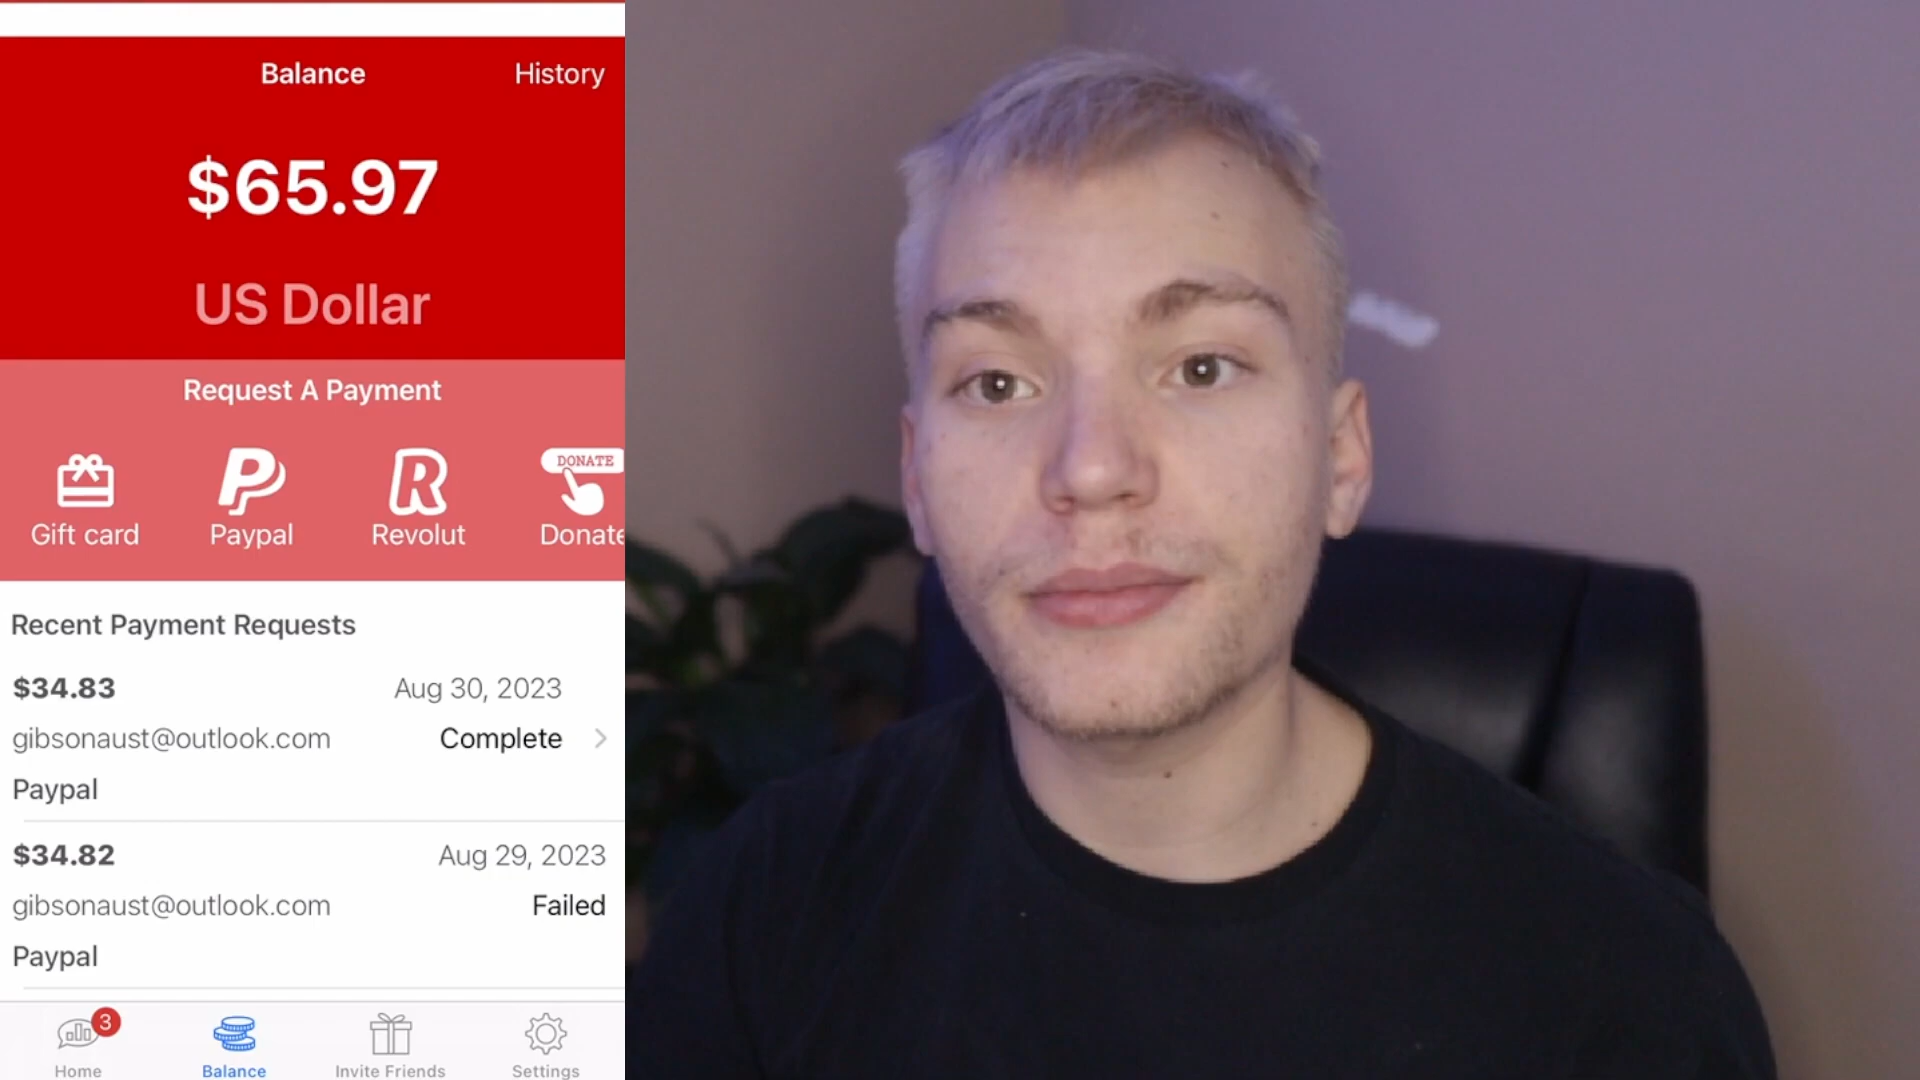 Balance History
$65.97
US Dollar
Request A Payment
DONATE
Gift card Paypal Revolut Donate
Recent Payment Requests
$34.83 Aug 30, 2023
gibsonaust@outlook.com Complete
Paypal
$34.82 Aug 29, 2023
gibsonaust@outlook.com Failed
Paypal
3
Home Balance Invite Friends Settings